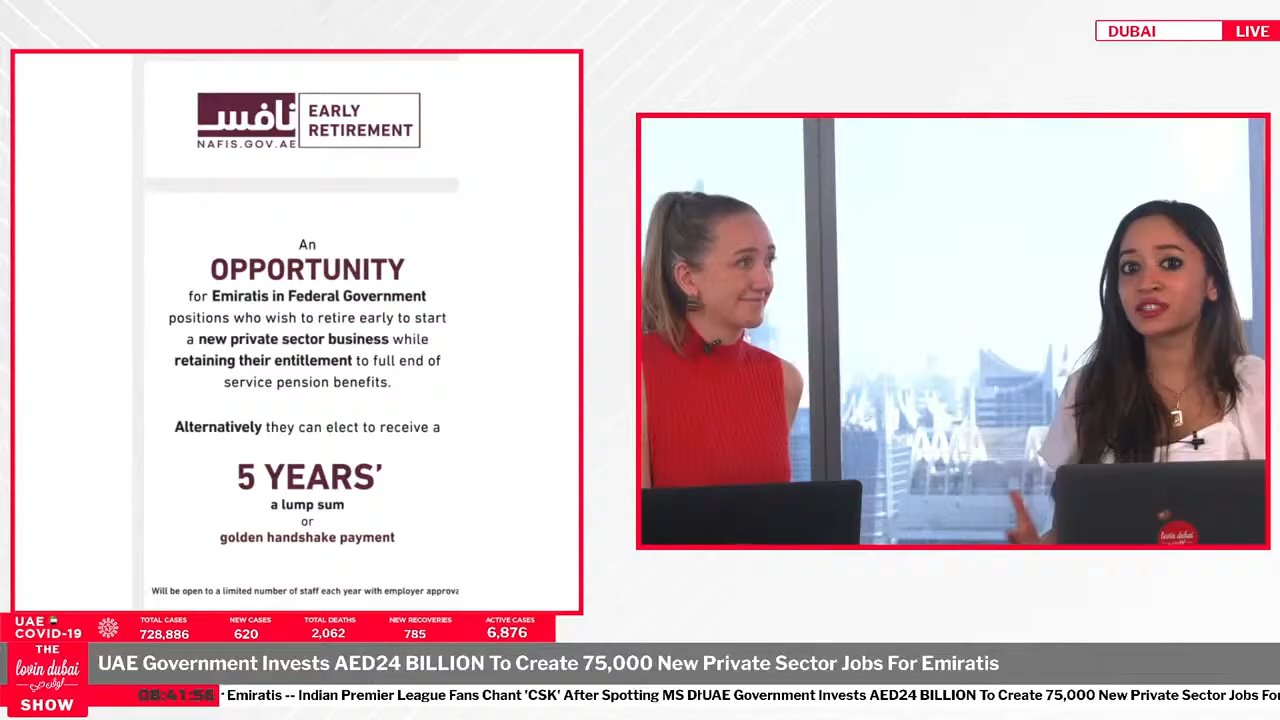 DUBAI
LIVE
نافس
NAFIS.GOV.AE
EARLY
RETIREMENT
An
OPPORTUNITY
for Emiratis in Federal Government
positions who wish to retire early to start
a new private sector business while
retaining their entitlement to full end of
service pension benefits.
Alternatively they can elect to receive a
5 YEARS'
a lump sum
or
golden handshake payment
Will be open to a limited number of staff each year with employer approva
lovin dubai
UAE
COVID-19
TOTAL CASES
728,886
NEW CASES
620
TOTAL DEATHS
2,062
NEW RECOVERIES
785
ACTIVE CASES
6,876
THE
lovin dubai
SHOW
UAE Government Invests AED24 BILLION To Create 75,000 New Private Sector Jobs For Emiratis
Emiratis -- Indian Premier League Fans Chant 'CSK' After Spotting MS
UAE Government Invests AED24 BILLION To Create 75,000 New Private Sector Jobs For